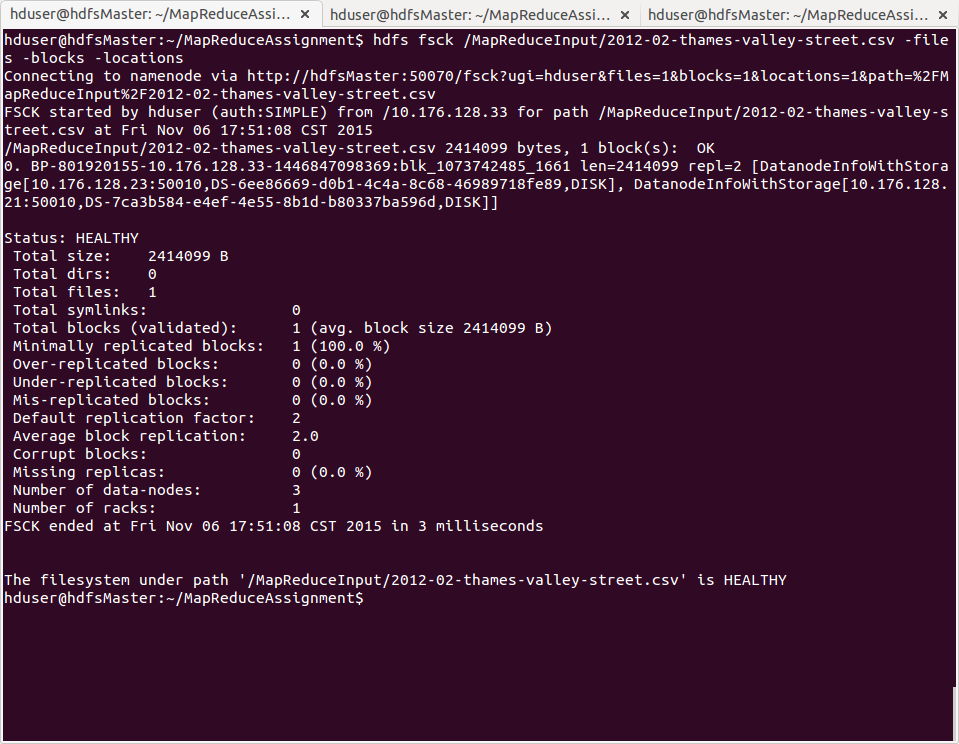 hduser@hdfsMaster: ~/MapReduceAssi... × hduser@hdfsMaster: ~/MapReduceAssi... × hduser@hdfsMaster: ~/MapReduceAssi... ×
hduser@hdfsMaster:~/MapReduceAssignment$ hdfs fsck /MapReduceInput/2012-02-thames-valley-street.csv -file
s -blocks -locations
Connecting to namenode via http://hdfsMaster:50070/fsck?ugi=hduser&files=1&blocks=1&locations=1&path=%2FM
apReduceInput%2F2012-02-thames-valley-street.csv
FSCK started by hduser (auth:SIMPLE) from /10.176.128.33 for path /MapReduceInput/2012-02-thames-valley-s
treet.csv at Fri Nov 06 17:51:08 CST 2015
/MapReduceInput/2012-02-thames-valley-street.csv 2414099 bytes, 1 block(s):  OK
0. BP-801920155-10.176.128.33-1446847098369:blk_1073742485_1661 len=2414099 repl=2 [DatanodeInfoWithStora
ge[10.176.128.23:50010,DS-6ee86669-d0b1-4c4a-8c68-46989718fe89,DISK], DatanodeInfoWithStorage[10.176.128.
21:50010,DS-7ca3b584-e4ef-4e55-8b1d-b80337ba596d,DISK]]
Status: HEALTHY
 Total size:	2414099 B
 Total dirs:	0
 Total files:	1
 Total symlinks:		0
 Total blocks (validated):	1 (avg. block size 2414099 B)
 Minimally replicated blocks:	1 (100.0 %)
 Over-replicated blocks:	0 (0.0 %)
 Under-replicated blocks:	0 (0.0 %)
 Mis-replicated blocks:		0 (0.0 %)
 Default replication factor:	2
 Average block replication:	2.0
 Corrupt blocks:		0
 Missing replicas:		0 (0.0 %)
 Number of data-nodes:		3
 Number of racks:		1
FSCK ended at Fri Nov 06 17:51:08 CST 2015 in 3 milliseconds
The filesystem under path '/MapReduceInput/2012-02-thames-valley-street.csv' is HEALTHY
hduser@hdfsMaster:~/MapReduceAssignment$